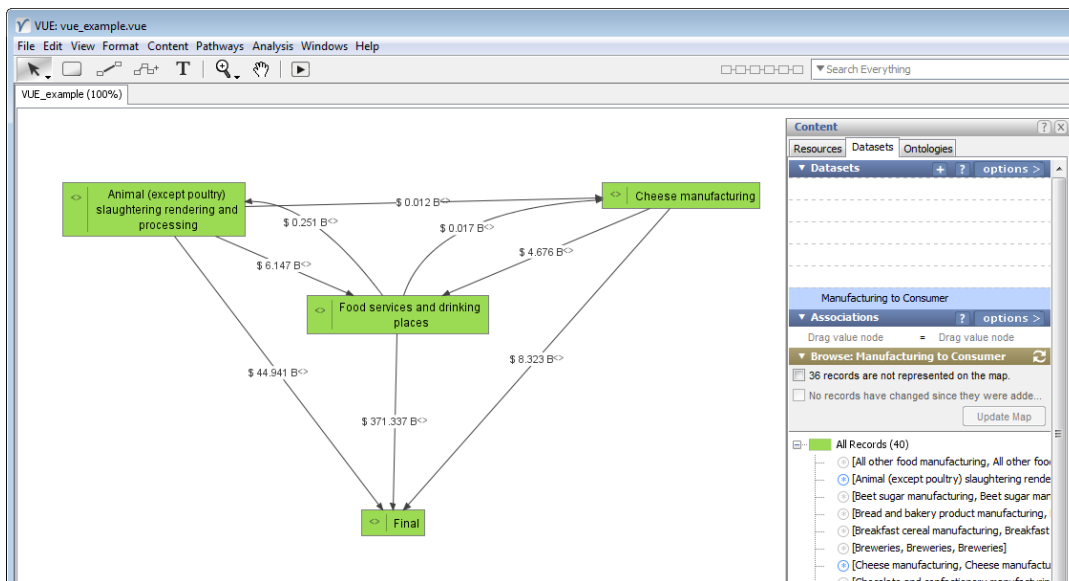 VUE: vue_example.vue
File Edit View Format Content Pathways Analysis Windows Help
T
Search Everything
VUE_example (100%)
Animal (except poultry)
slaughtering rendering and
processing
Cheese manufacturing
$ 0.012 B<>
$ 0.251 B<>
$ 0.017 B<>
$ 6.147 B<>
$ 4.676 B<>
Food services and drinking
places
$ 8.323 B<>
$ 44.941 B<>
$ 371.337 B<>
Final
Content
Resources Datasets Ontologies
Datasets + ? options >
Manufacturing to Consumer
Associations ? options >
Drag value node = Drag value node
Browse: Manufacturing to Consumer
36 records are not represented on the map.
No records have changed since they were adde...
Update Map
All Records (40)
[All other food manufacturing, All other foo
[Animal (except poultry) slaughtering rende
[Beet sugar manufacturing, Beet sugar mar
[Bread and bakery product manufacturing,
[Breakfast cereal manufacturing, Breakfast
[Breweries, Breweries, Breweries]
[Cheese manufacturing, Cheese manufactu